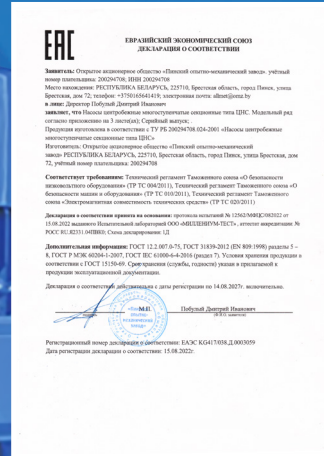 ЕАС
ЕВРАЗИЙСКИЙ ЭКОНОМИЧЕСКИЙ СОЮЗ
ДЕКЛАРАЦИЯ О СООТВЕТСТВИИ
Заявитель: Открытое акционерное общество «Пинский опытно-механический завод». учётный
номер плательщика: 200294708; ИНН 200294708
Место нахождения: РЕСПУБЛИКА БЕЛАРУСЬ, 225710, Брестская область, город Пинск, улица
Брестская, дом 72; телефон: +3750165641419; электронная почта:
в лице: Директор Побулый Дмитрий Иванович
заявляет, что Насосы центробежные многоступенчатые секционные типа ЦНС. Модельный ряд
согласно приложению на 3 листе(ах); Серийный выпуск;
Продукция изготовлена в соответствии с ТУ РБ 200294708.024-2001 «Насосы центробежные
многоступенчатые секционные типа ЦНС»
Изготовитель: Открытое акционерное общество «Пинский опытно-механический
завод» РЕСПУБЛИКА БЕЛАРУСЬ, 225710, Брестская область, город Пинск, улица Брестская, дом
72, учётный номер плательщика: 200294708
Соответствует требованиям: Технический регламент Таможенного союза «О безопасности
низковольтного оборудования» (ТР ТС 004/2011), Технический регламент Таможенного союза «О
безопасности машин и оборудования» (ТР ТС 010/2011), Технический регламент Таможенного
союза «Электромагнитная совместимость технических средств» (ТР ТС 020/2011)
Декларация о соответствии принята на основании: протокола испытаний № 12562/МФЦС/082022 от
15.08.2022 выданного Испытательной лабораторией ООО «МИЛЛЕНИУМ-ТЕСТ», аттестат аккредитации: №
РОСС RU.32311.04ПВК0; Схема декларирования: 1Д
Дополнительная информация: ГОСТ 12.2.007.0-75, ГОСТ 31839-2012 (EN 809:1998) разделы 5 –
8, ГОСТ Р МЭК 60204-1-2007, ГОСТ IEC 61000-6-4-2016 (раздел 7). Условия хранения продукции в
соответствии с ГОСТ 15150-69. Срок хранения (службы, годности) указан в прилагаемой к
продукции эксплуатационной документации.
Декларация о соответствии действительна с даты регистрации по 14.08.2027г. включительно.
М.П.
Побулый Дмитрий Иванович
(Ф.И.О. заявителя)
Регистрационный номер декларации о соответствии: ЕАЭС KG417/038.Д.0003059
Дата регистрации декларации о соответствии: 15.08.2022г.